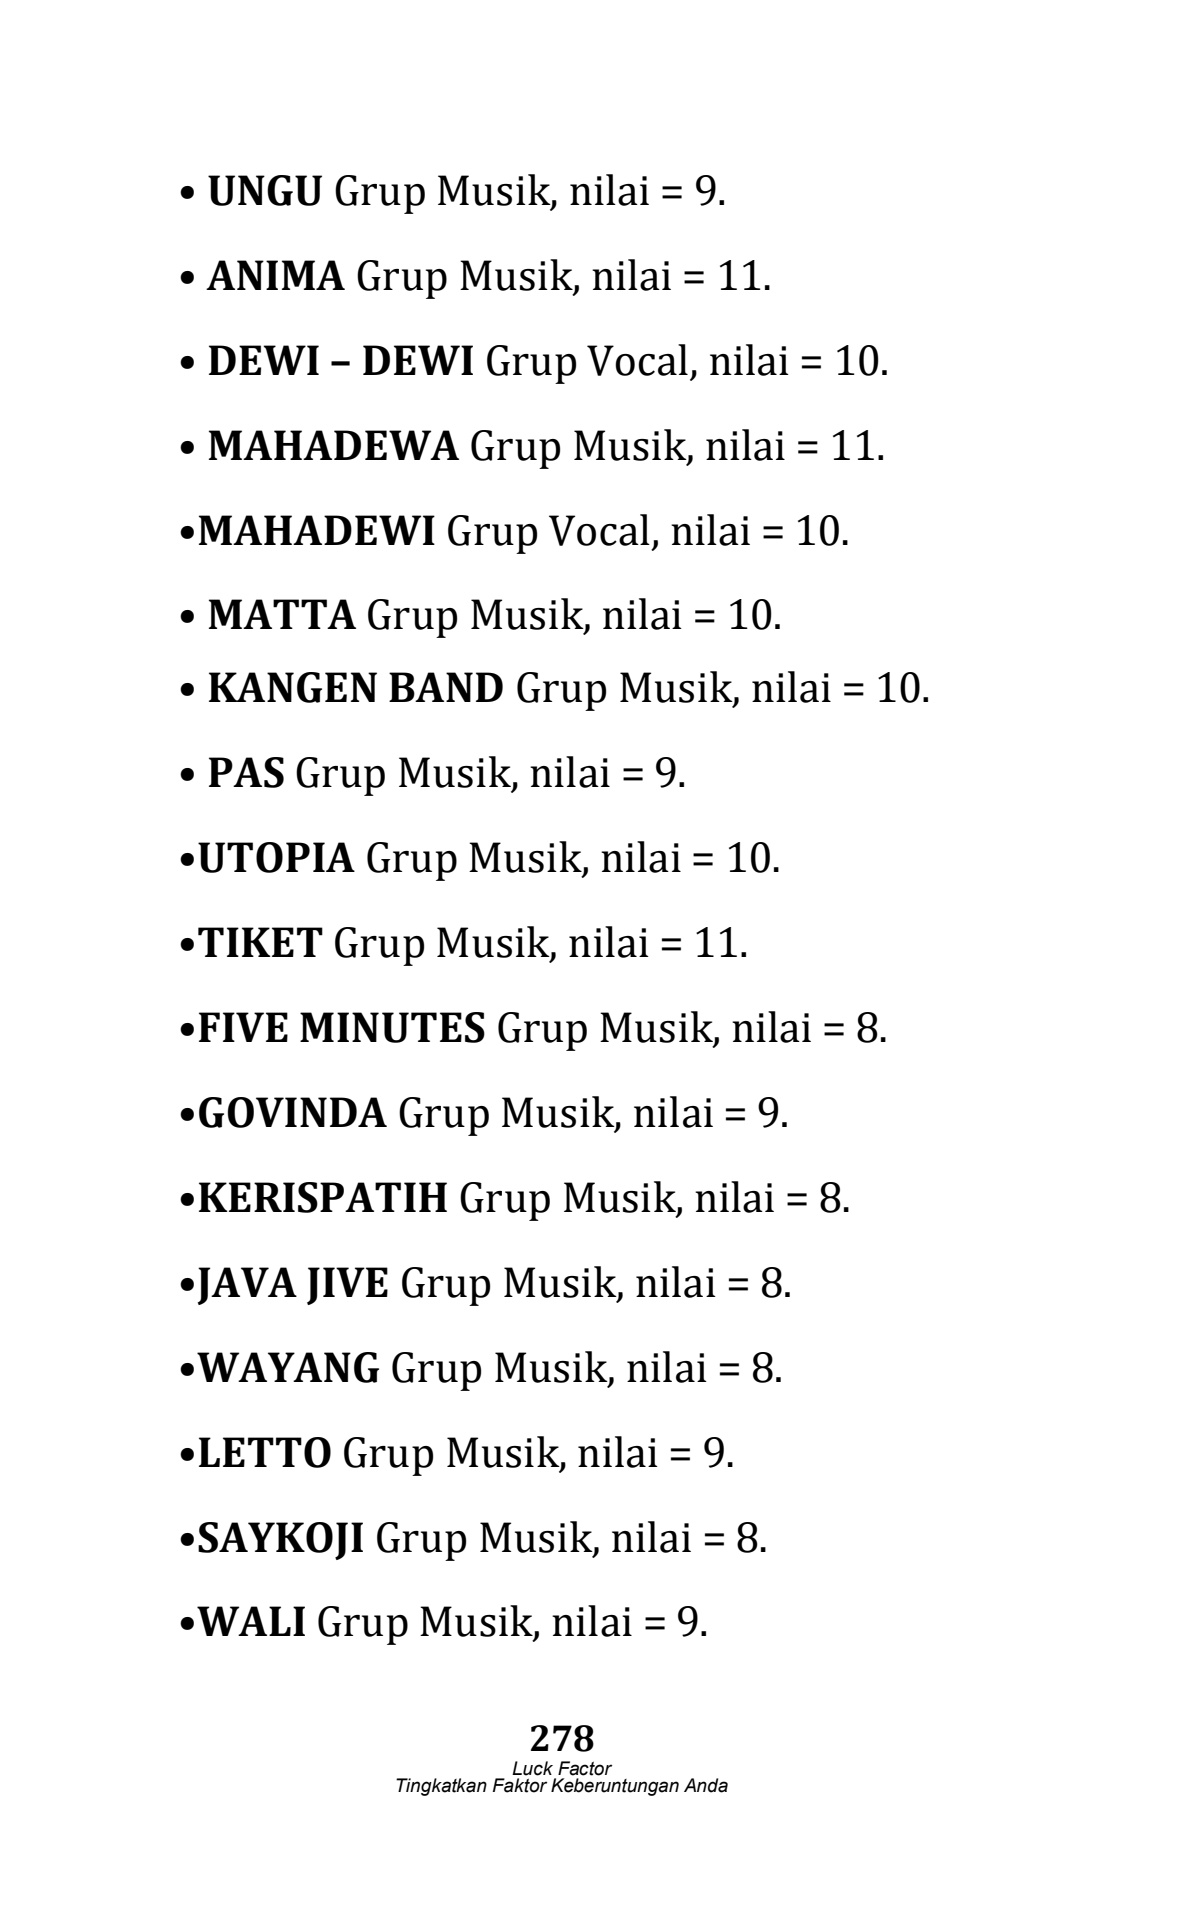 • UNGU Grup Musik, nilai = 9.
• ANIMA Grup Musik, nilai = 11.
• DEWI – DEWI Grup Vocal, nilai = 10.
• MAHADEWA Grup Musik, nilai = 11.
•MAHADEWI Grup Vocal, nilai = 10.
• MATTA Grup Musik, nilai = 10.
• KANGEN BAND Grup Musik, nilai = 10.
• PAS Grup Musik, nilai = 9.
•UTOPIA Grup Musik, nilai = 10.
•TIKET Grup Musik, nilai = 11.
•FIVE MINUTES Grup Musik, nilai = 8.
•GOVINDA Grup Musik, nilai = 9.
•KERISPATIH Grup Musik, nilai = 8.
•JAVA JIVE Grup Musik, nilai = 8.
•WAYANG Grup Musik, nilai = 8.
•LETTO Grup Musik, nilai = 9.
•SAYKOJI Grup Musik, nilai = 8.
•WALI Grup Musik, nilai = 9.
278
Luck Factor
Tingkatkan Faktor Keberuntungan Anda